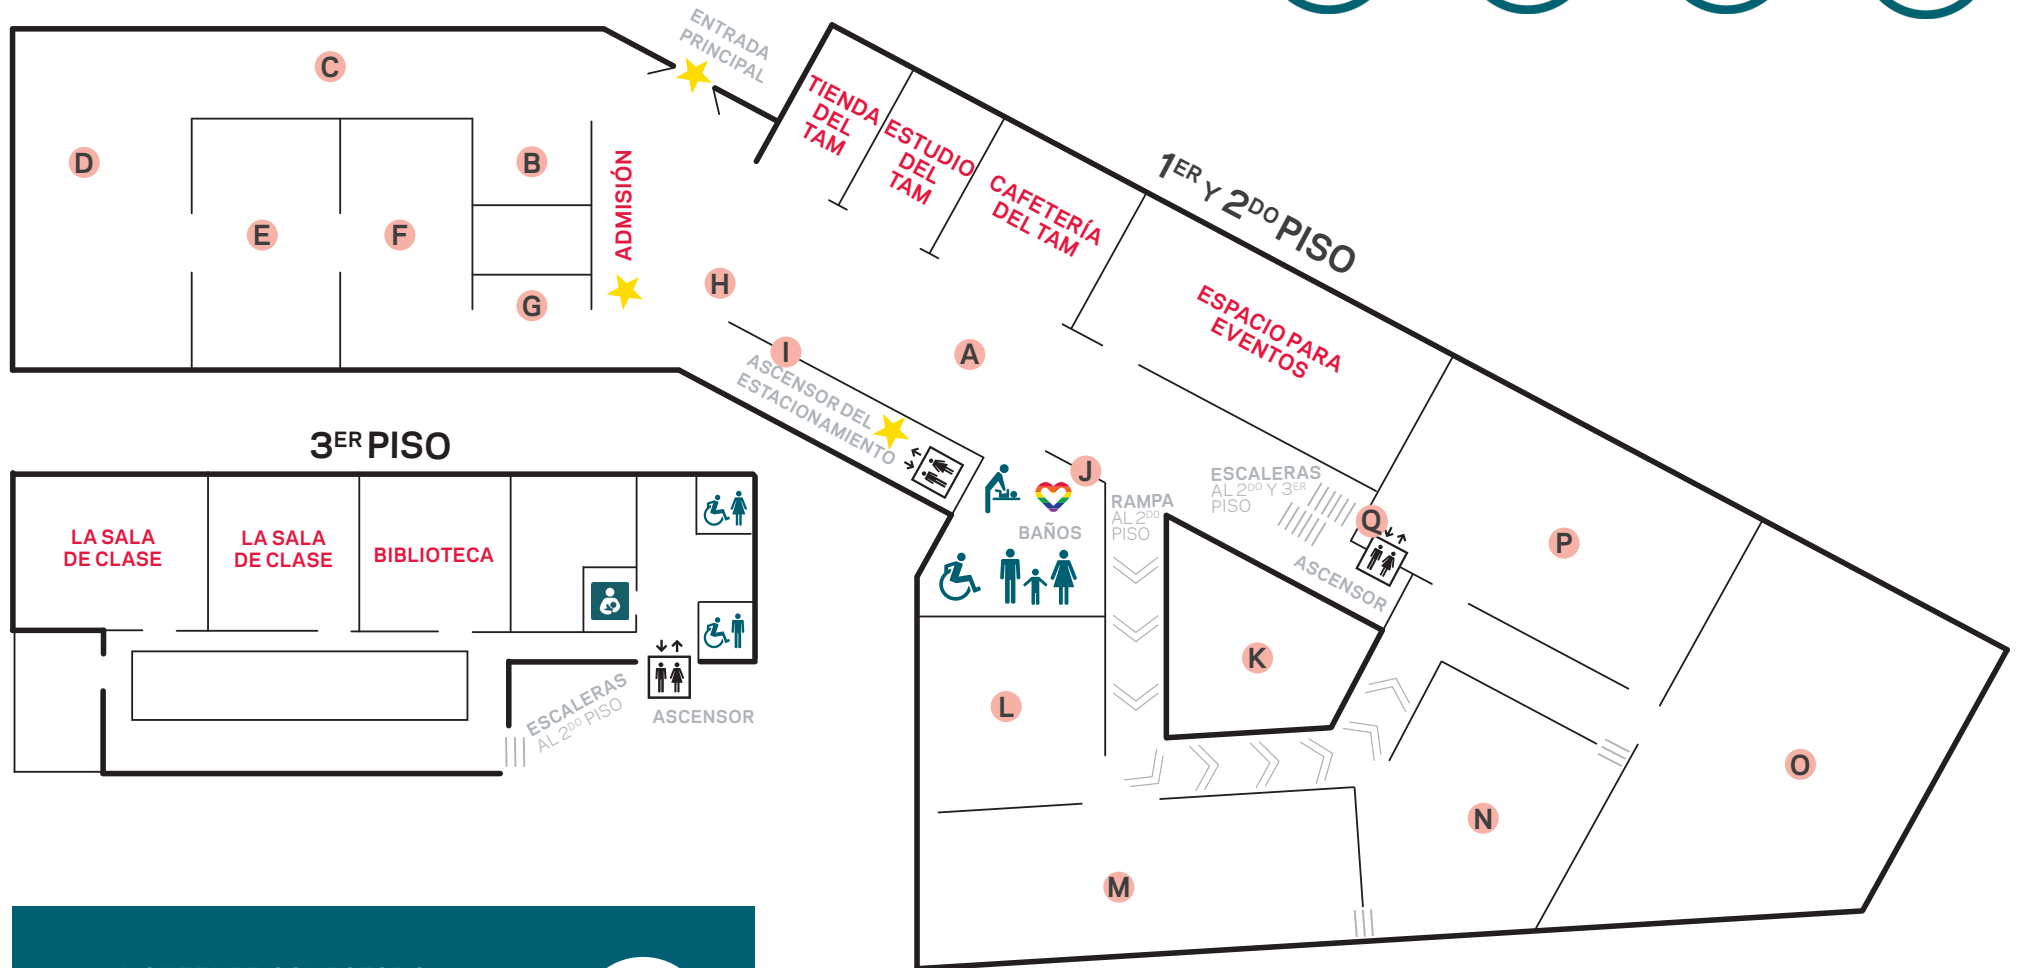 ENTRADA
PRINCIPAL
C
D
B
E
F
G
ADMISIÓN
TIENDA
DEL
TAM
ESTUDIO
DEL
TAM
CAFETERÍA
DEL TAM
1ER Y 2DO PISO
ESPACIO PARA
EVENTOS
H
I
A
ASCENSOR DEL
ESTACIONAMIENTO
J
BAÑOS
RAMPA
AL 2DO
PISO
ESCALERAS
AL 2DO Y 3ER
PISO
Q
ASCENSOR
P
K
L
M
N
O
3ER PISO
LA SALA
DE CLASE
LA SALA
DE CLASE
BIBLIOTECA
ESCALERAS
AL 2DO PISO
ASCENSOR